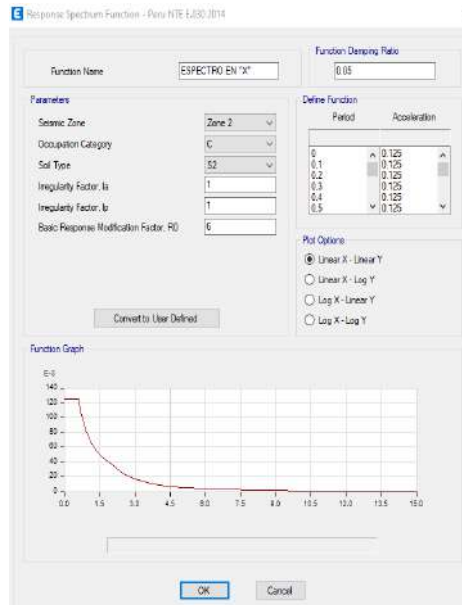 Response Spectrum Function - Peru NTE E.030 2014
Function Name
ESPECTRO EN "X"
Function Damping Ratio
0.05
Parameters
Seismic Zone
Zone 2
Occupation Category
C
Soil Type
S2
Irregularity Factor, Ia
1
Irregularity Factor, Ip
1
Basic Response Modification Factor, R0
6
Convert to User Defined
Define Function
Period Acceleration
0 0.125
0.1 0.125
0.2 0.125
0.3 0.125
0.4 0.125
0.5 0.125
Plot Options
Linear X - Linear Y
Linear X - Log Y
Log X - Linear Y
Log X - Log Y
Function Graph
E-3
140
120
100
80
60
40
20
0
0.0 1.5 3.0 4.5 6.0 7.5 9.0 10.5 12.0 13.5 15.0
OK Cancel